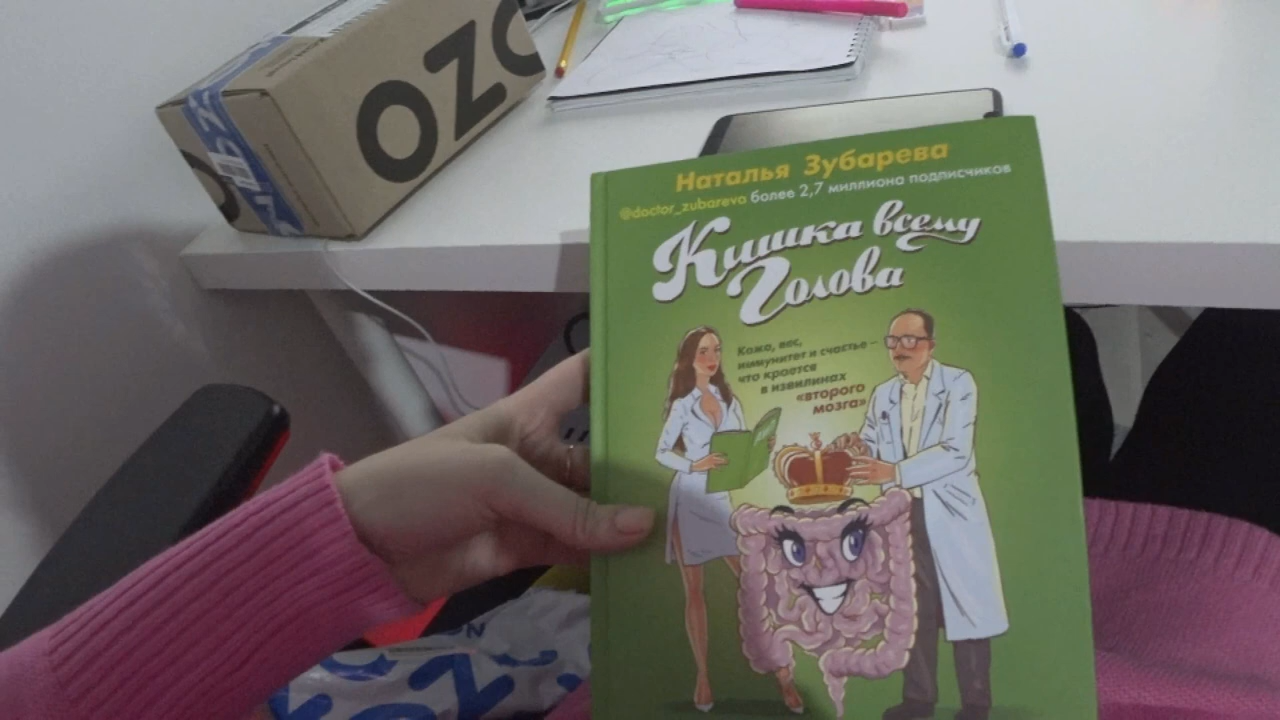 OZO
Наталья Зубарева
@doctor_zubareva более 2,7 миллиона подписчиков
Кишка всему
Голова
Кожа, вес,
иммунитет и счастье –
что кроется
в извилинах
«второго
мозга»